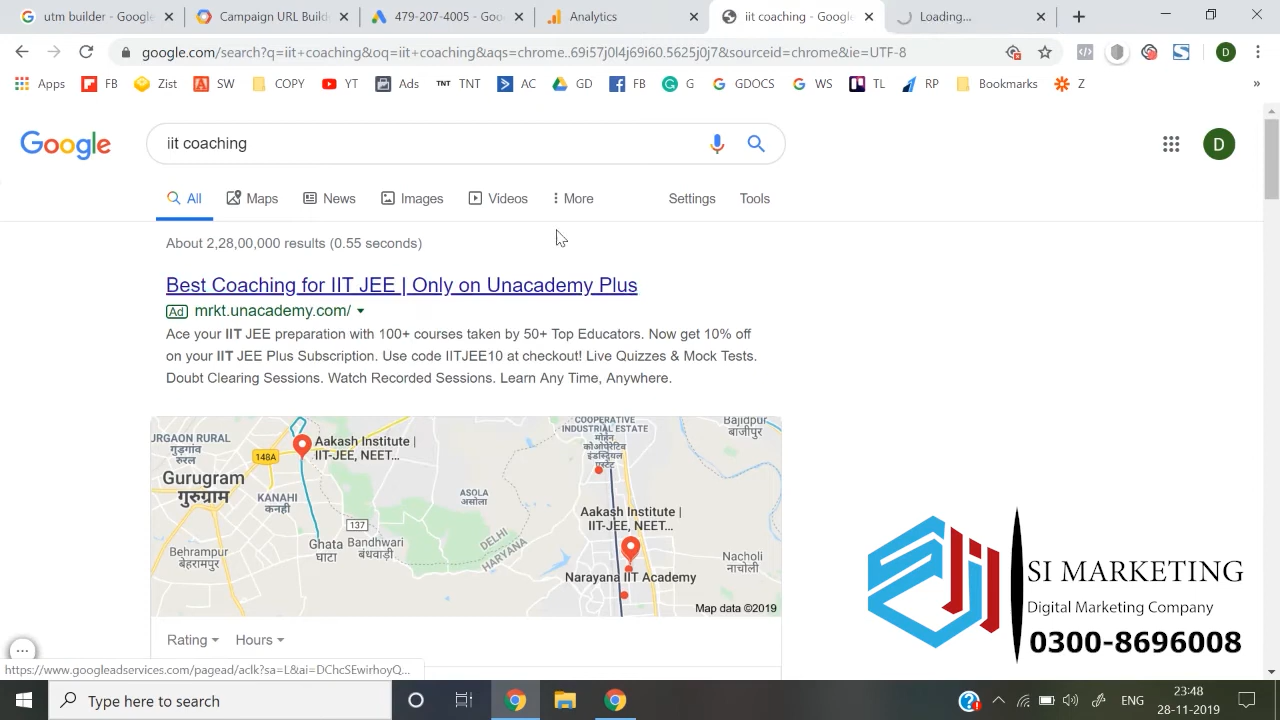 utm builder - Google
Campaign URL Build
479-207-4003 - Goo
Analytics
iit coaching - Google
Loading...
google.com/search?q=iit+coaching&oq=iit+coaching&aqs=chrome..69i57j0l4j69i60.5625j0j7&sourceid=chrome&ie=UTF-8
D
Apps FB Zist SW COPY YT Ads TNT TNT AC GD FB G GDOCS WS TL RP Bookmarks Z »
Google
iit coaching
D
All Maps News Images Videos More Settings Tools
About 2,28,00,000 results (0.55 seconds)
Best Coaching for IIT JEE | Only on Unacademy Plus
Ad mrkt.unacademy.com/
Ace your IIT JEE preparation with 100+ courses taken by 50+ Top Educators. Now get 10% off
on your IIT JEE Plus Subscription. Use code IITJEE10 at checkout! Live Quizzes & Mock Tests.
Doubt Clearing Sessions. Watch Recorded Sessions. Learn Any Time, Anywhere.
URGAON RURAL
गुड़गांव
रुरल
148A
Aakash Institute |
IIT-JEE, NEET...
COOPERATIVE
INDUSTRIAL ESTATE
Bajidpur
बाजिदपुर
Gurugram
गुरुग्राम
KANAHI
कनही
ASOLA
असोला
Aakash Institute |
IIT-JEE, NEET...
137
Ghata
घाटा
Bandhwari
बंधवाड़ी
DELHI
HARYANA
Behrampur
बेहरामपुर
Nacholi
नाचोली
Narayana IIT Academy
Map data ©2019
Rating Hours
SI MARKETING
Digital Marketing Company
0300-8696008
https://www.googleadservices.com/pagead/aclk?sa=L&ai=DChcSEwirhoyQ...
Type here to search
ENG
23:48
28-11-2019